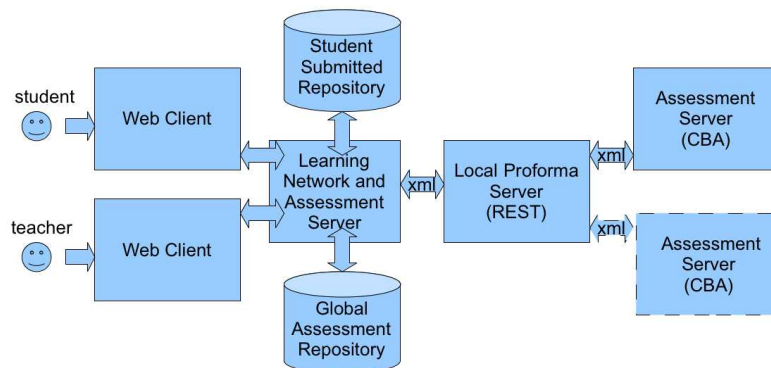 student
Web Client
teacher
Web Client
Student
Submitted
Repository
Learning
Network and
Assessment
Server
Global
Assessment
Repository
xml
Local Proforma
Server
(REST)
xml
Assessment
Server
(CBA)
xml
Assessment
Server
(CBA)